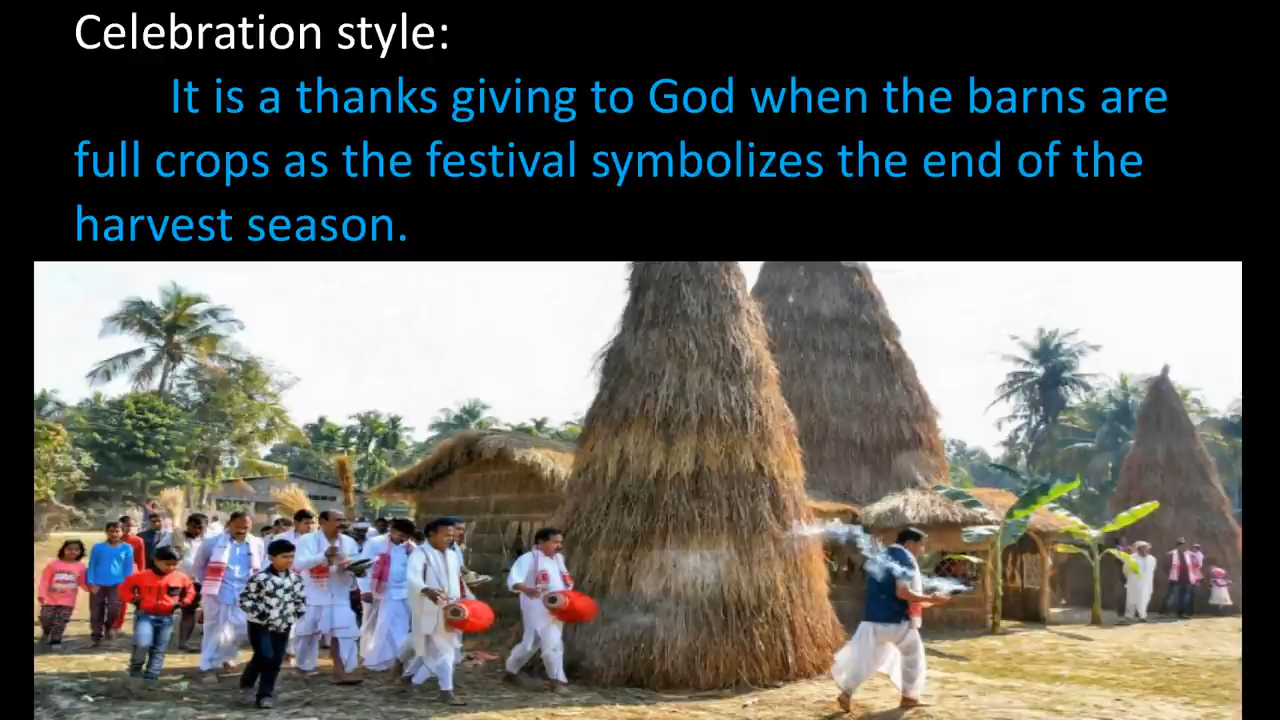 Celebration style:
It is a thanks giving to God when the barns are
full crops as the festival symbolizes the end of the
harvest season.